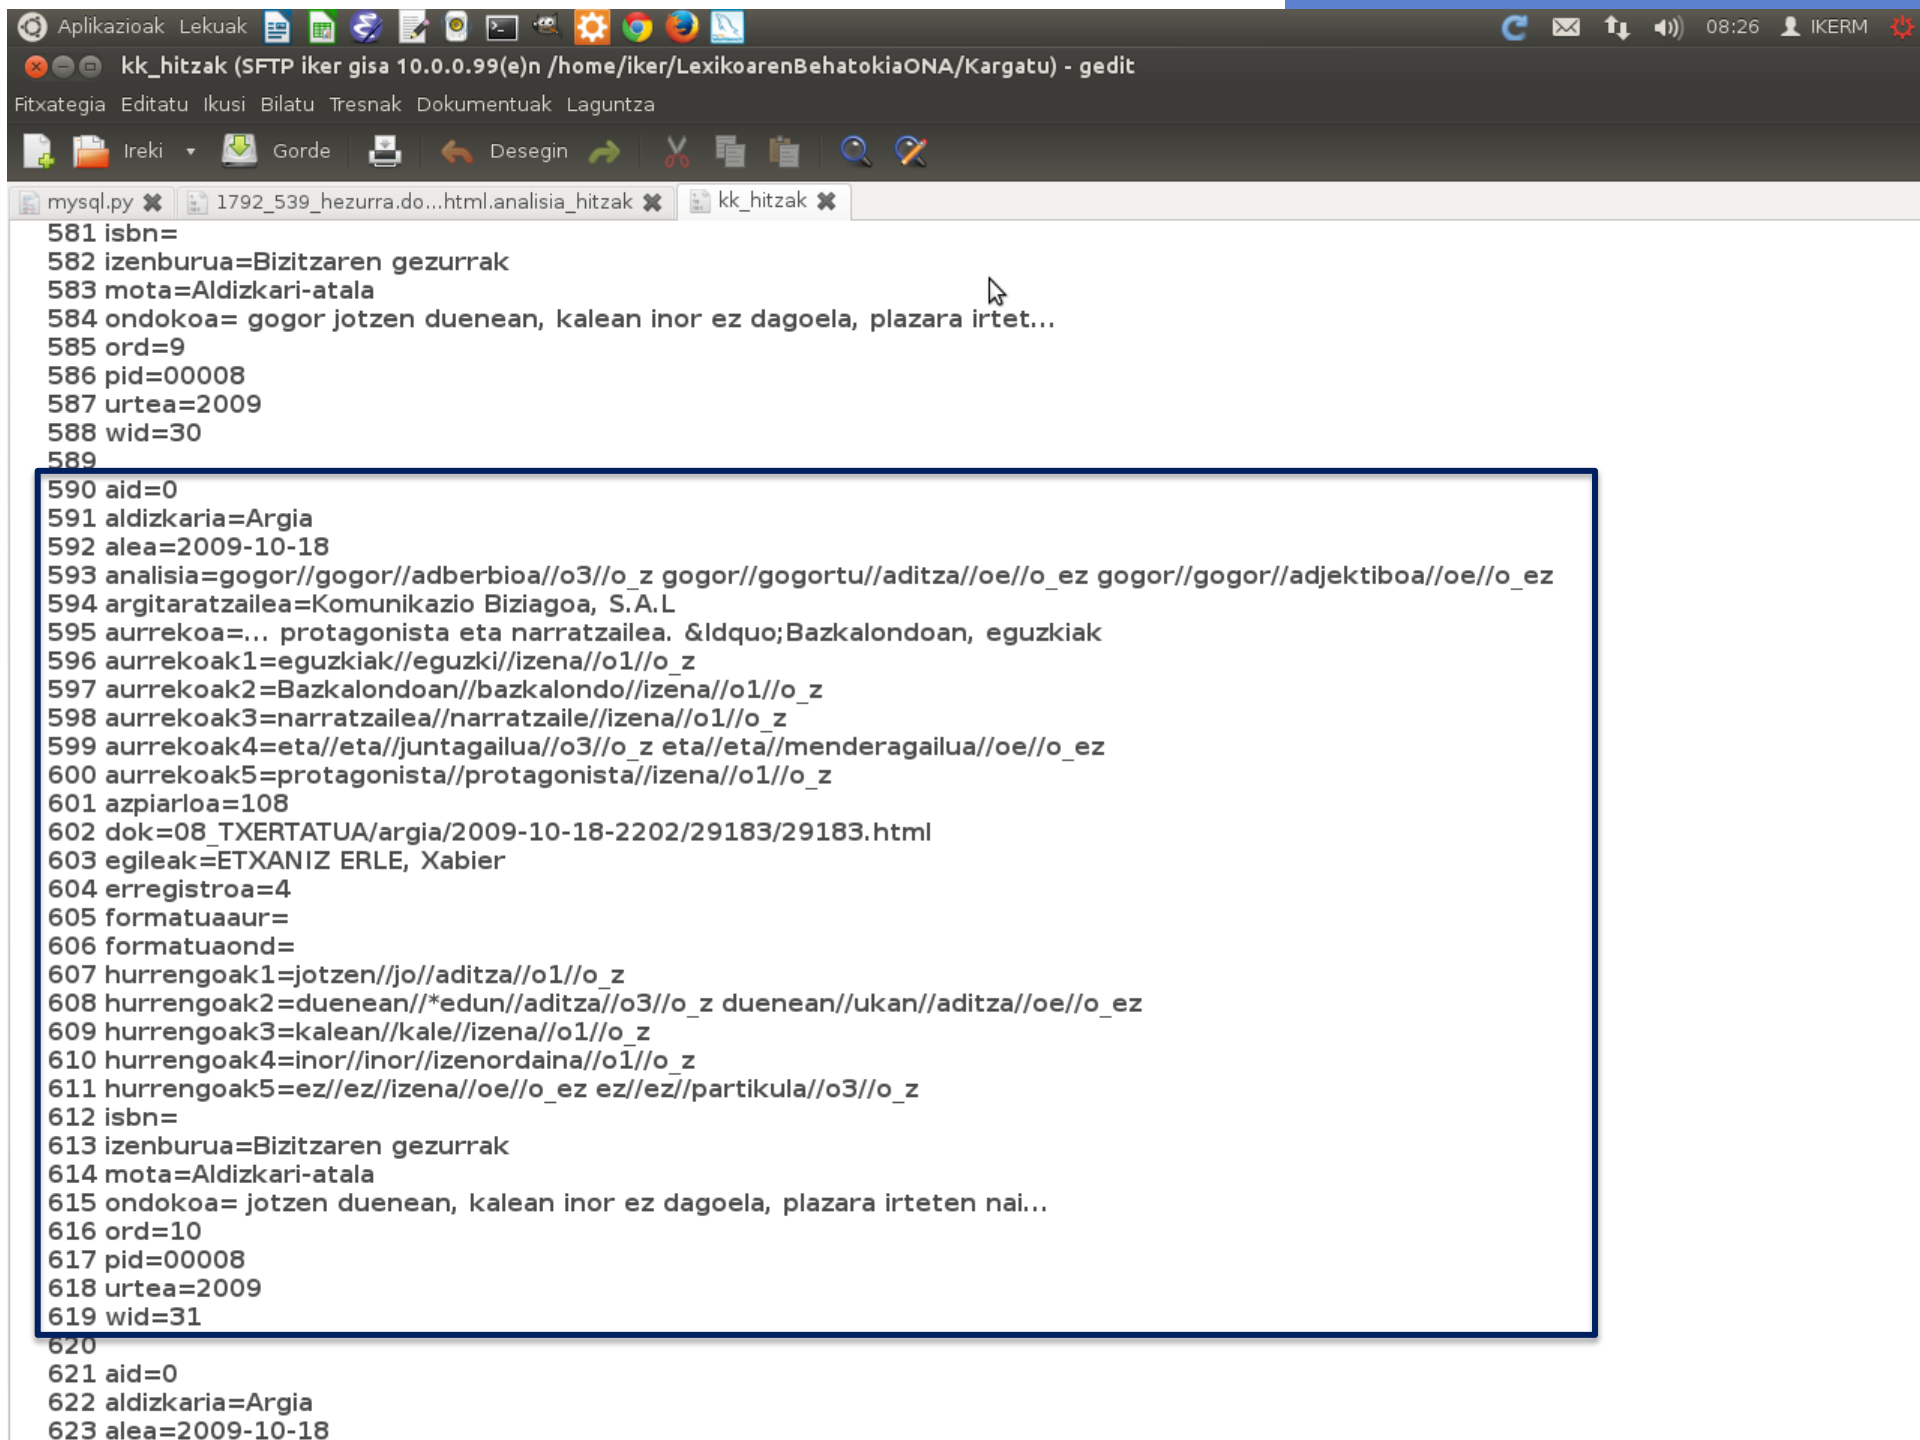 Aplikazioak Lekuak 08:26 IKERM
kk_hitzak (SFTP iker gisa 10.0.0.99(e)n /home/iker/LexikoarenBehatokiaONA/Kargatu) - gedit
Fitxategia Editatu Ikusi Bilatu Tresnak Dokumentuak Laguntza
Ireki Gorde Desegin
mysql.py 1792_539_hezurra.do...html.analisia_hitzak kk_hitzak
581 isbn=
582 izenburua=Bizitzaren gezurrak
583 mota=Aldizkari-atala
584 ondokoa= gogor jotzen duenean, kalean inor ez dagoela, plazara irtet...
585 ord=9
586 pid=00008
587 urtea=2009
588 wid=30
589
590 aid=0
591 aldizkaria=Argia
592 alea=2009-10-18
593 analisia=gogor//gogor//adberbioa//o3//o_z gogor//gogortu//aditza//oe//o_ez gogor//gogor//adjektiboa//oe//o_ez
594 argitaratzailea=Komunikazio Biziagoa, S.A.L
595 aurrekoa=... protagonista eta narratzailea. &ldquo;Bazkalondoan, eguzkiak
596 aurrekoak1=eguzkiak//eguzki//izena//o1//o_z
597 aurrekoak2=Bazkalondoan//bazkalondo//izena//o1//o_z
598 aurrekoak3=narratzailea//narratzaile//izena//o1//o_z
599 aurrekoak4=eta//eta//juntagailua//o3//o_z eta//eta//menderagailua//oe//o_ez
600 aurrekoak5=protagonista//protagonista//izena//o1//o_z
601 azpiarloa=108
602 dok=08_TXERTATUA/argia/2009-10-18-2202/29183/29183.html
603 egileak=ETXANIZ ERLE, Xabier
604 erregistroa=4
605 formatuaaur=
606 formatuaond=
607 hurrengoak1=jotzen//jo//aditza//o1//o_z
608 hurrengoak2=duenean//*edun//aditza//o3//o_z duenean//ukan//aditza//oe//o_ez
609 hurrengoak3=kalean//kale//izena//o1//o_z
610 hurrengoak4=inor//inor//izenordaina//o1//o_z
611 hurrengoak5=ez//ez//izena//oe//o_ez ez//ez//partikula//o3//o_z
612 isbn=
613 izenburua=Bizitzaren gezurrak
614 mota=Aldizkari-atala
615 ondokoa= jotzen duenean, kalean inor ez dagoela, plazara irteten nai...
616 ord=10
617 pid=00008
618 urtea=2009
619 wid=31
620
621 aid=0
622 aldizkaria=Argia
623 alea=2009-10-18